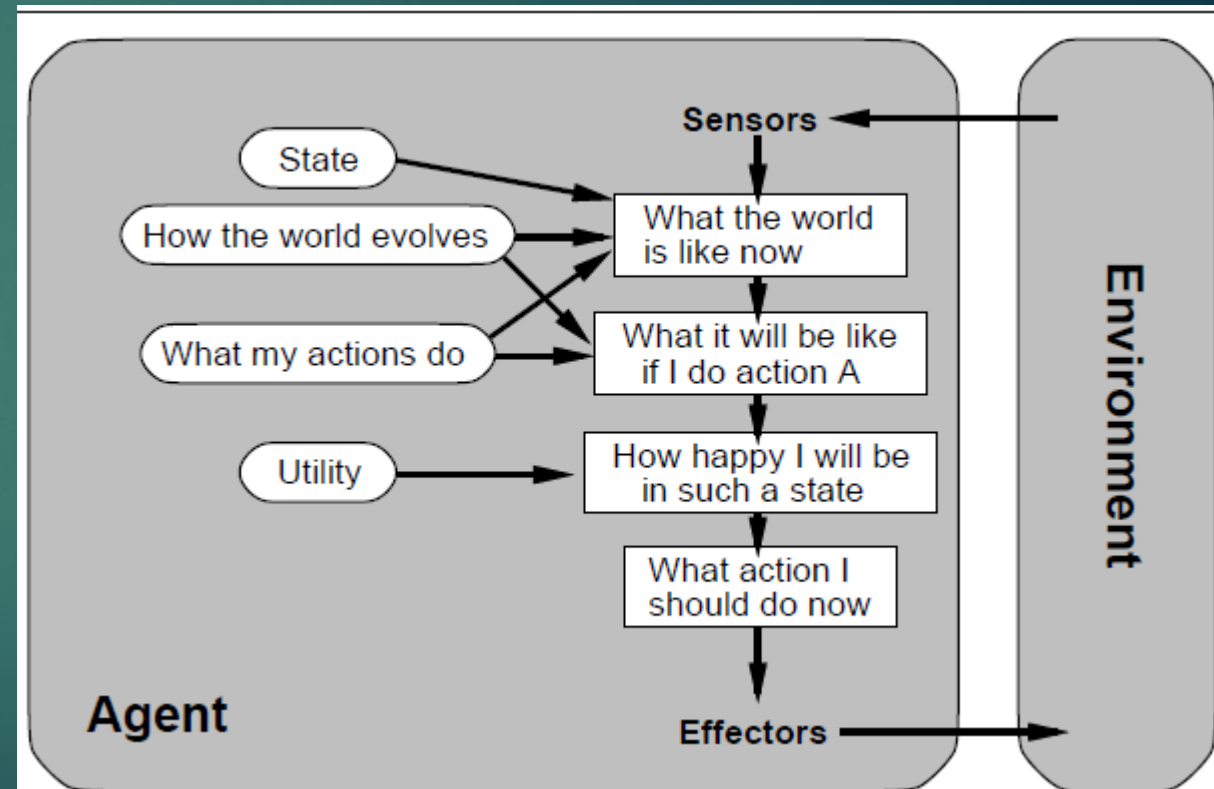 Sensors
State
What the world
is like now
How the world evolves
What it will be like
if I do action A
What my actions do
How happy I will be
in such a state
Utility
What action I
should do now
Agent
Effectors
Environment